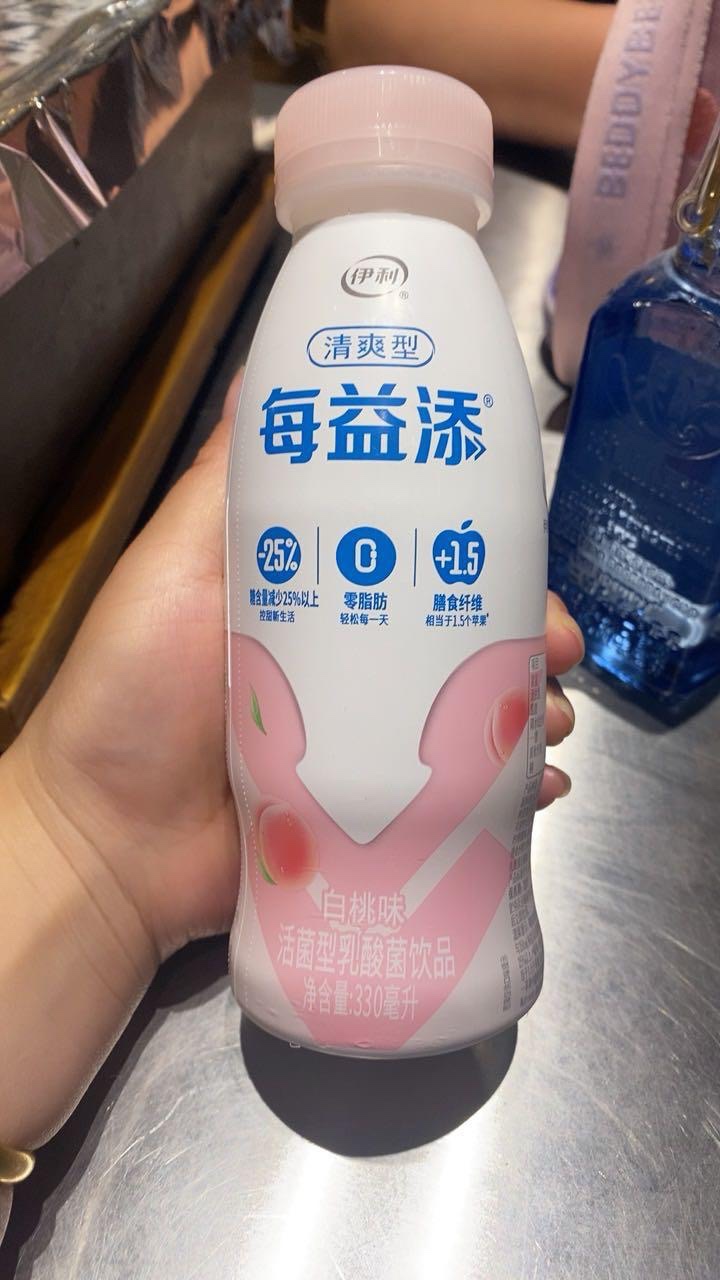 伊利
®
清爽型
每益添®
-25%
糖含量减少25%以上
控甜新生活
0
零脂肪
轻松每一天
+1.5
膳食纤维
相当于1.5个苹果*
白桃味
活菌型乳酸菌饮品
净含量:330毫升